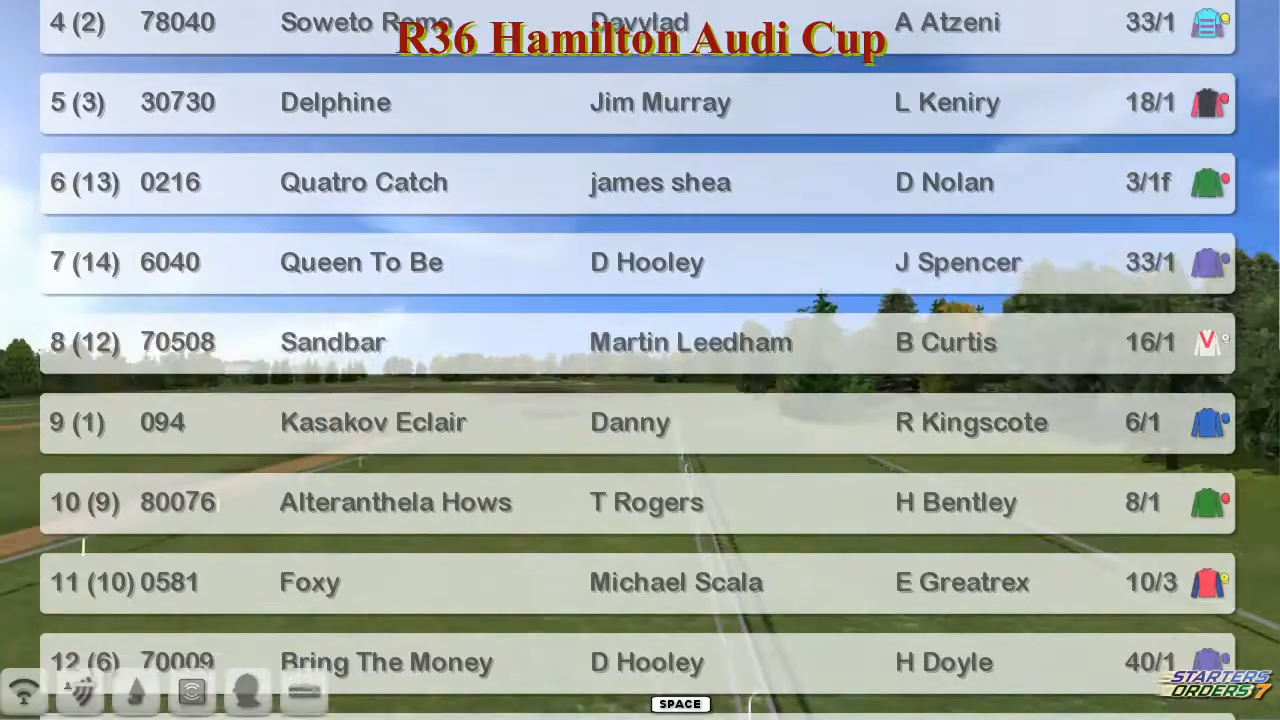 4 (2) 78040 Soweto Romo Davylad A Atzeni 33/1
R36 Hamilton Audi Cup
5 (3) 30730 Delphine Jim Murray L Keniry 18/1
6 (13) 0216 Quatro Catch james shea D Nolan 3/1f
7 (14) 6040 Queen To Be D Hooley J Spencer 33/1
8 (12) 70508 Sandbar Martin Leedham B Curtis 16/1
9 (1) 094 Kasakov Eclair Danny R Kingscote 6/1
10 (9) 80076 Alteranthela Hows T Rogers H Bentley 8/1
11 (10) 0581 Foxy Michael Scala E Greatrex 10/3
12 (6) 70009 Bring The Money D Hooley H Doyle 40/1
STARTERS ORDERS 7
SPACE